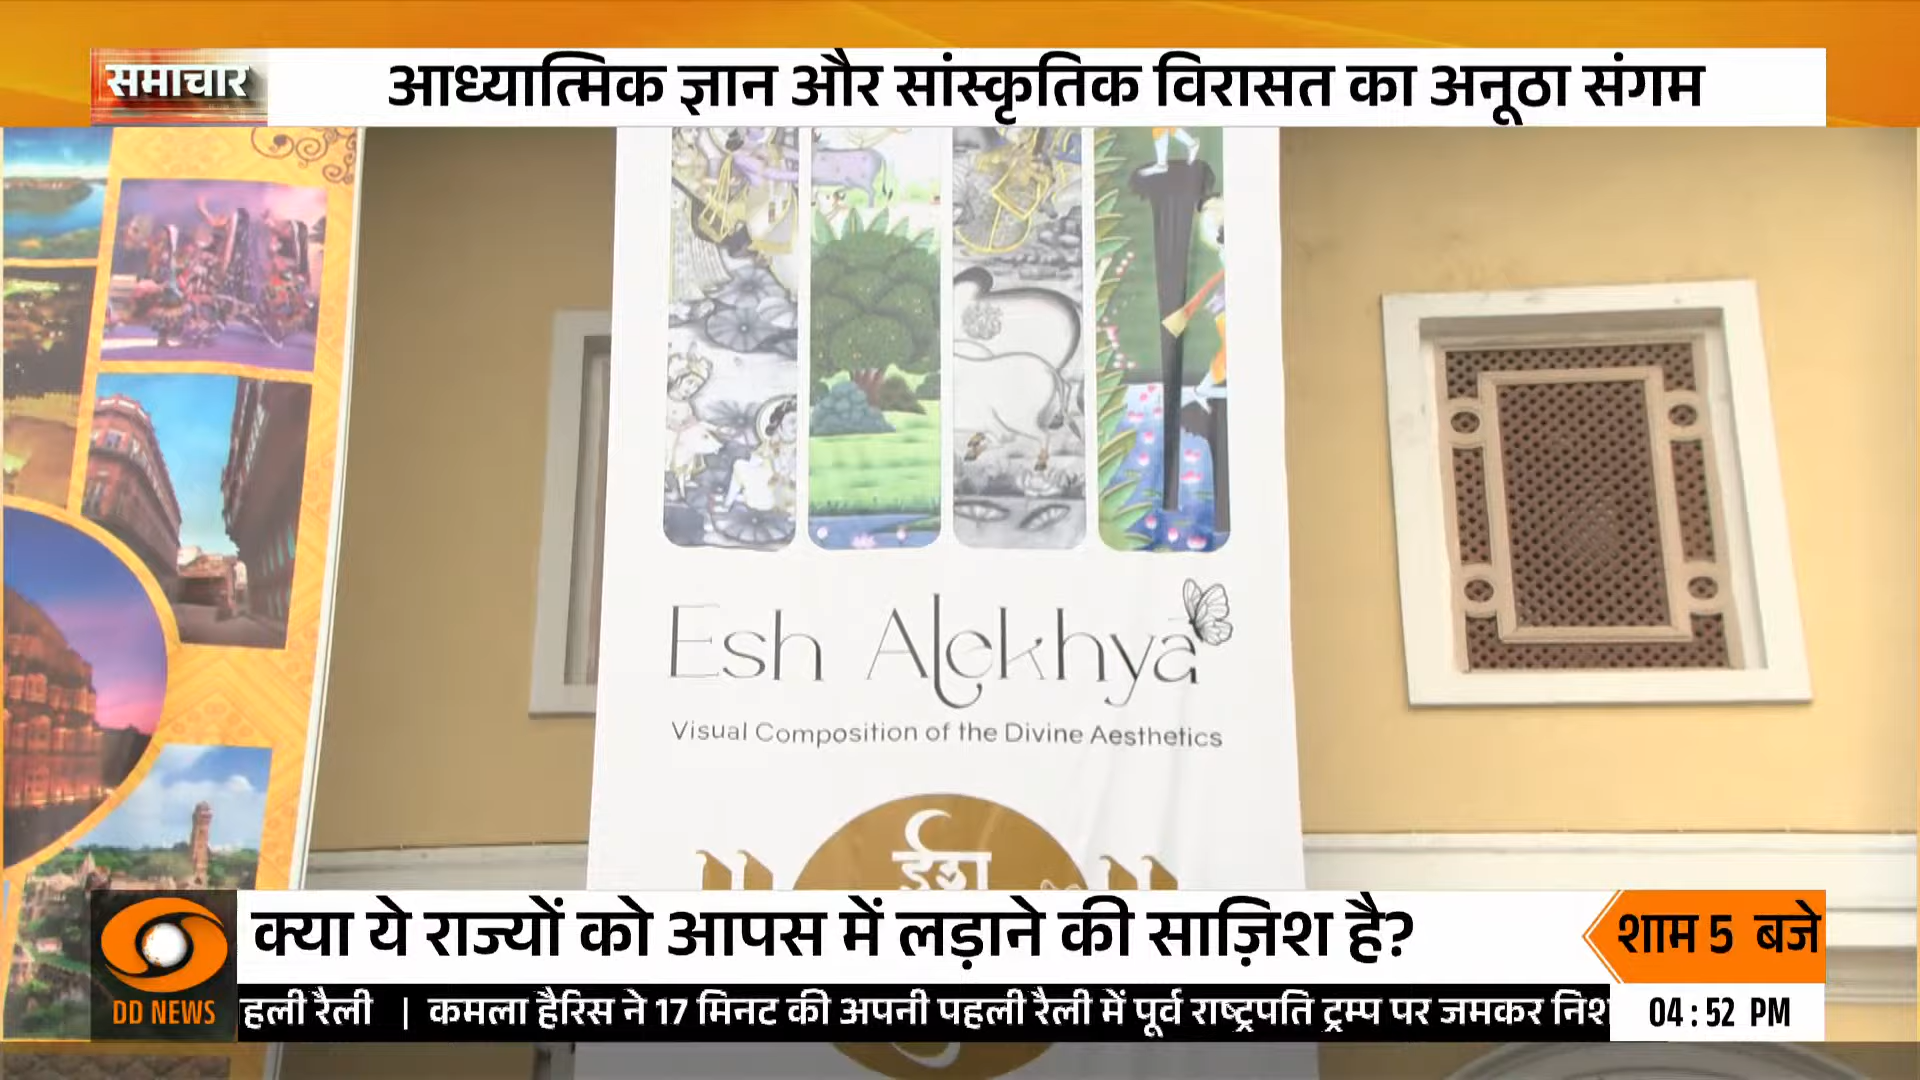 समाचार
आध्यात्मिक ज्ञान और सांस्कृतिक विरासत का अनूठा संगम
Esh Alekhya
Visual Composition of the Divine Aesthetics
ईश
क्या ये राज्यों को आपस में लड़ाने की साज़िश है?
शाम 5 बजे
DD NEWS
हली रैली | कमला हैरिस ने 17 मिनट की अपनी पहली रैली में पूर्व राष्ट्रपति ट्रम्प पर जमकर निश
04:52 PM